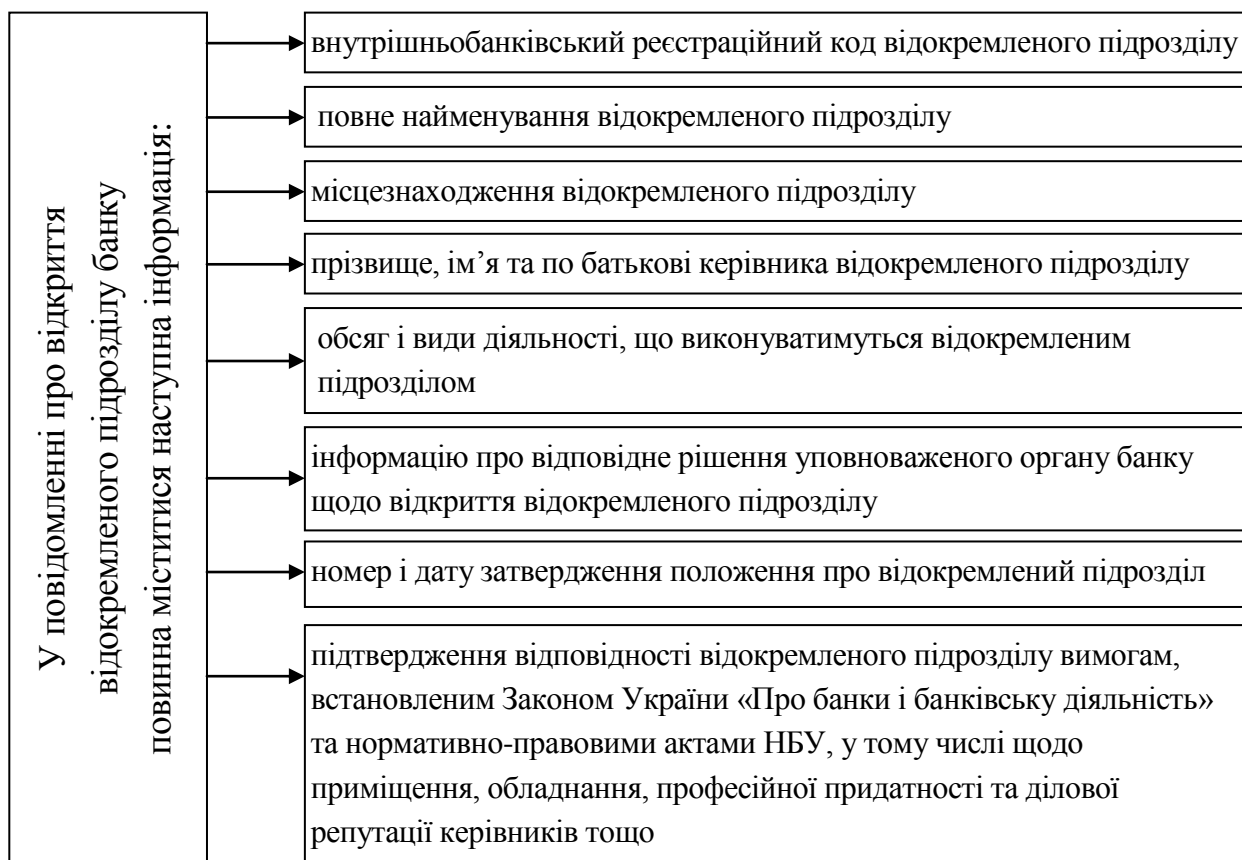 У повідомленні про відкриття
відокремленого підрозділу банку
повинна міститися наступна інформація:
внутрішньобанківський реєстраційний код відокремленого підрозділу
повне найменування відокремленого підрозділу
місцезнаходження відокремленого підрозділу
прізвище, ім’я та по батькові керівника відокремленого підрозділу
обсяг і види діяльності, що виконуватимуться відокремленим
підрозділом
інформацію про відповідне рішення уповноваженого органу банку
щодо відкриття відокремленого підрозділу
номер і дату затвердження положення про відокремлений підрозділ
підтвердження відповідності відокремленого підрозділу вимогам,
встановленим Законом України «Про банки і банківську діяльність»
та нормативно-правовими актами НБУ, у тому числі щодо
приміщення, обладнання, професійної придатності та ділової
репутації керівників тощо